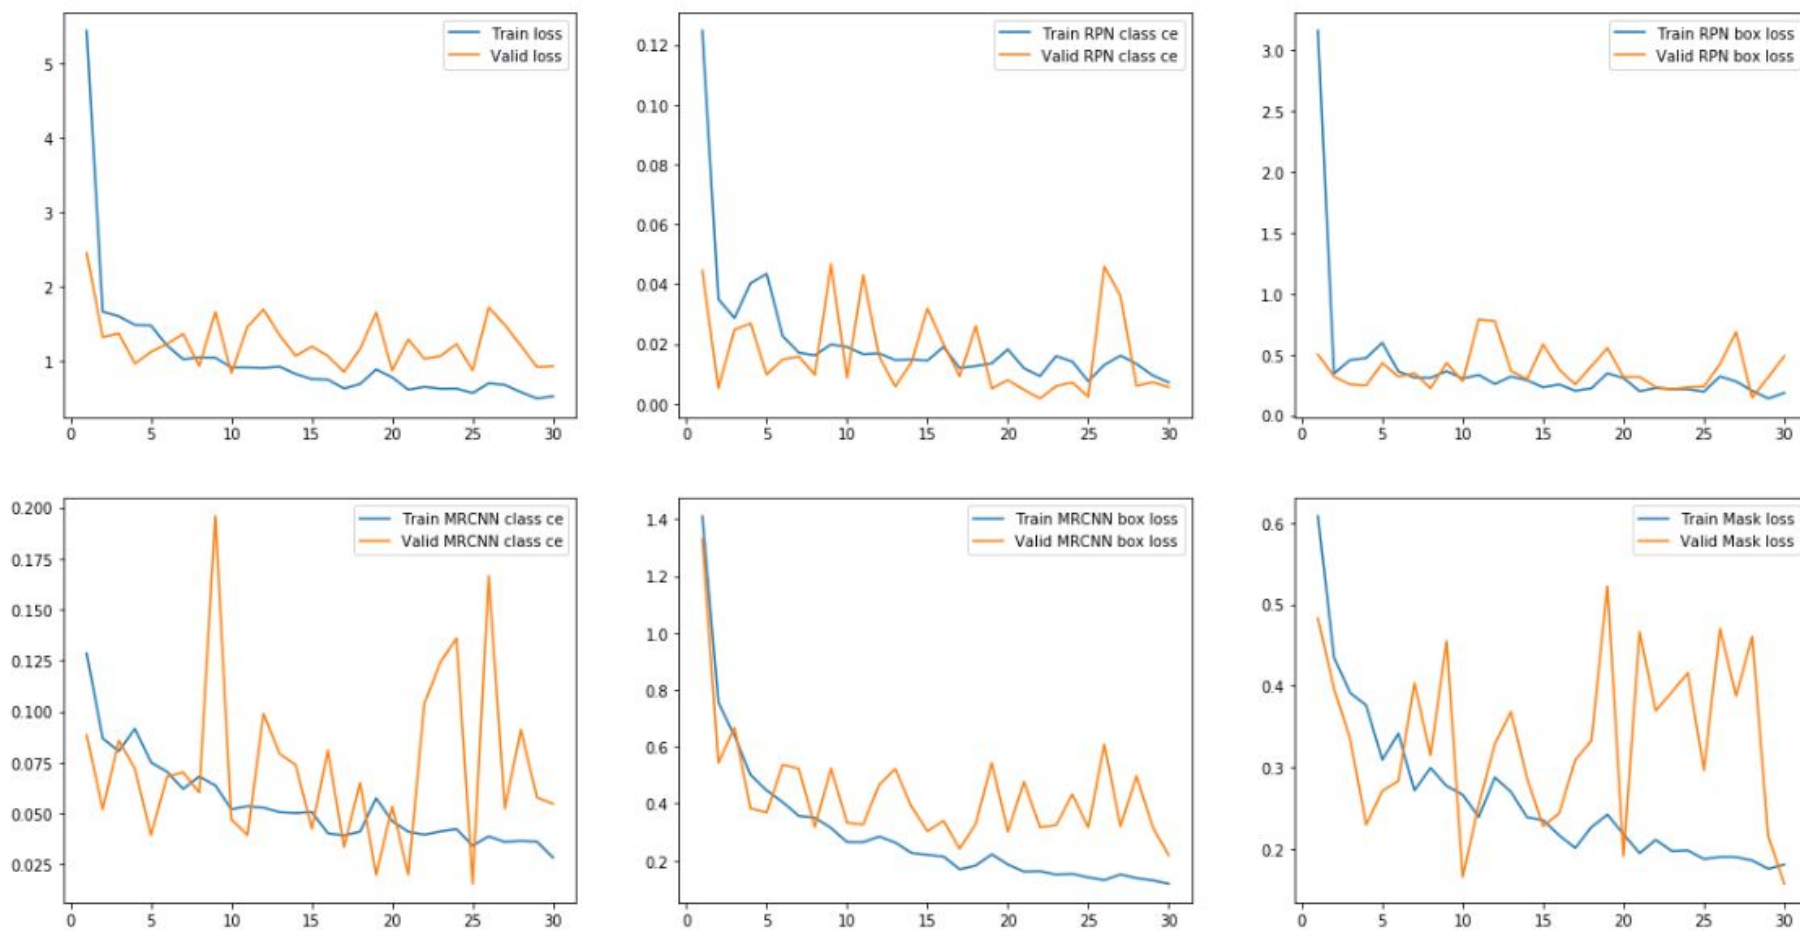 Train loss
Valid loss
5
4
3
2
1
0 5 10 15 20 25 30
Train RPN class ce
Valid RPN class ce
0.12
0.10
0.08
0.06
0.04
0.02
0.00
0 5 10 15 20 25 30
Train RPN box loss
Valid RPN box loss
3.0
2.5
2.0
1.5
1.0
0.5
0.0
0 5 10 15 20 25 30
Train MRCNN class ce
Valid MRCNN class ce
0.200
0.175
0.150
0.125
0.100
0.075
0.050
0.025
0 5 10 15 20 25 30
Train MRCNN box loss
Valid MRCNN box loss
1.4
1.2
1.0
0.8
0.6
0.4
0.2
0 5 10 15 20 25 30
Train Mask loss
Valid Mask loss
0.6
0.5
0.4
0.3
0.2
0 5 10 15 20 25 30